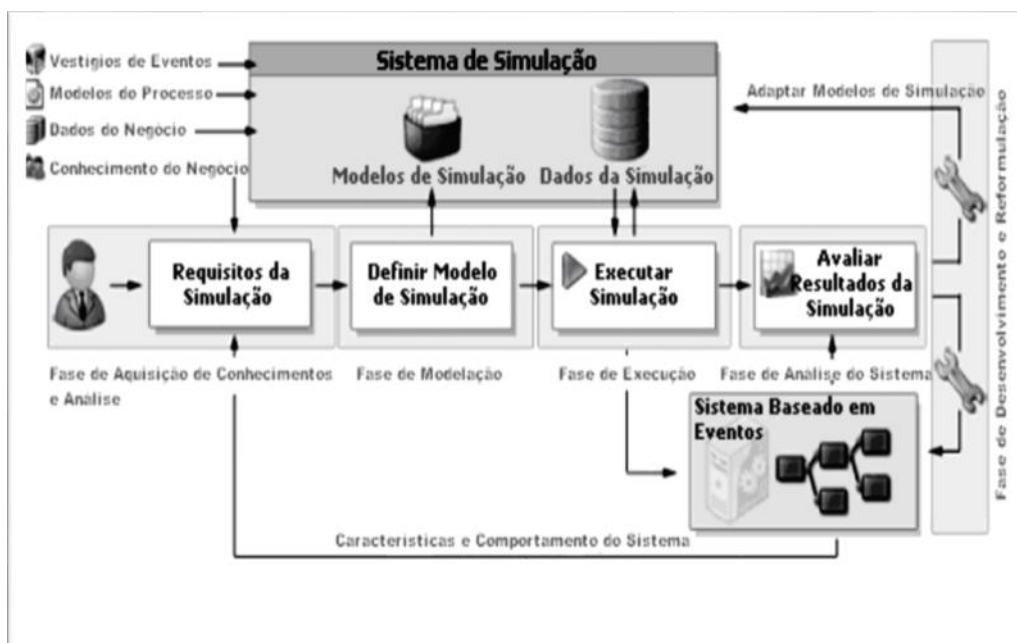 Vestígios de Eventos
Modelos do Processo
Dados do Negócio
Conhecimento do Negócio
Sistema de Simulação
Modelos de Simulação
Dados da Simulação
Adaptar Modelos de Simulação
Requisitos da
Simulação
Definir Modelo
de Simulação
Executar
Simulação
Avaliar
Resultados da
Simulação
Fase de Aquisição de Conhecimentos
e Análise
Fase de Modelação
Fase de Execução
Fase de Análise do Sistema
Sistema Baseado em
Eventos
Características e Comportamento do Sistema
Fase de Desenvolvimento e Reformulação